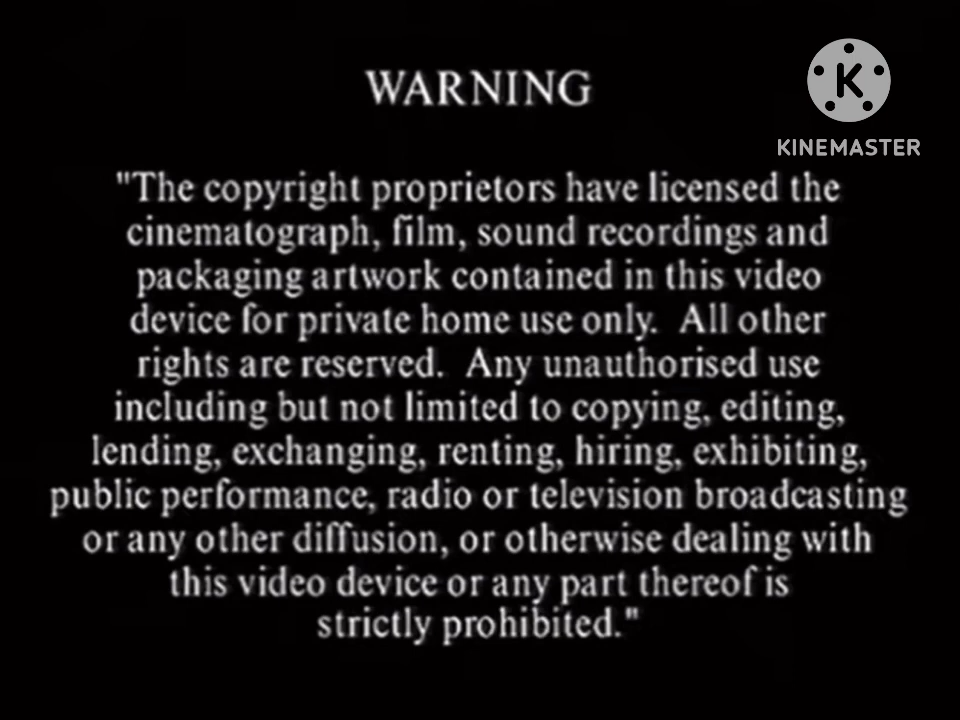 WARNING
K
KINEMASTER
"The copyright proprietors have licensed the
cinematograph, film, sound recordings and
packaging artwork contained in this video
device for private home use only.  All other
rights are reserved.  Any unauthorised use
including but not limited to copying, editing,
lending, exchanging, renting, hiring, exhibiting,
public performance, radio or television broadcasting
or any other diffusion, or otherwise dealing with
this video device or any part thereof is
strictly prohibited."